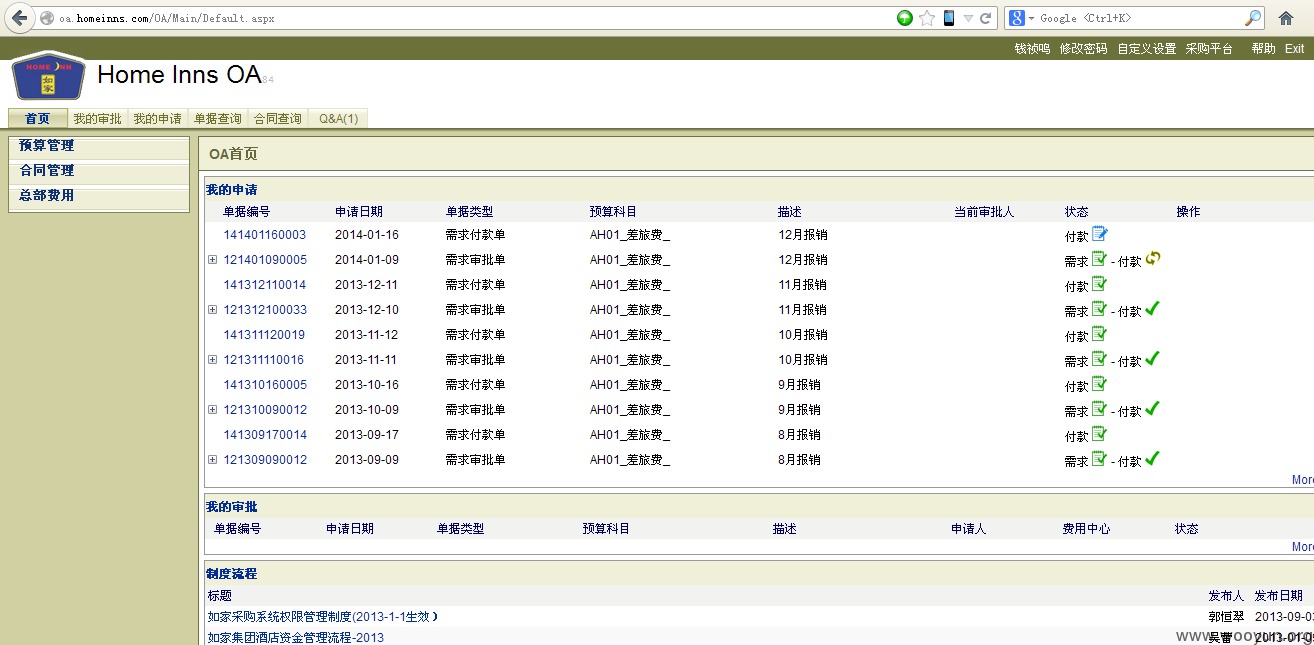 oa.homeinns.com/OA/Main/Default.aspx
Google <Ctrl+K>
钱祯鸣 修改密码 自定义设置 采购平台 帮助 Exit
HOME INN
如家
Home Inns OA84
首页 我的审批 我的申请 单据查询 合同查询 Q&A(1)
预算管理
合同管理
总部费用
OA首页
我的申请
单据编号 申请日期 单据类型 预算科目 描述 当前审批人 状态 操作
141401160003 2014-01-16 需求付款单 AH01_差旅费_ 12月报销 付款
121401090005 2014-01-09 需求审批单 AH01_差旅费_ 12月报销 需求 - 付款
141312110014 2013-12-11 需求付款单 AH01_差旅费_ 11月报销 付款
121312100033 2013-12-10 需求审批单 AH01_差旅费_ 11月报销 需求 - 付款
141311120019 2013-11-12 需求付款单 AH01_差旅费_ 10月报销 付款
121311110016 2013-11-11 需求审批单 AH01_差旅费_ 10月报销 需求 - 付款
141310160005 2013-10-16 需求付款单 AH01_差旅费_ 9月报销 付款
121310090012 2013-10-09 需求审批单 AH01_差旅费_ 9月报销 需求 - 付款
141309170014 2013-09-17 需求付款单 AH01_差旅费_ 8月报销 付款
121309090012 2013-09-09 需求审批单 AH01_差旅费_ 8月报销 需求 - 付款
More
我的审批
单据编号 申请日期 单据类型 预算科目 描述 申请人 费用中心 状态
More
制度流程
标题 发布人 发布日期
如家采购系统权限管理制度(2013-1-1生效) 郭恒翠 2013-09-03
如家集团酒店资金管理流程-2013 吴蕾 2013-01-0
www.wooyun.org